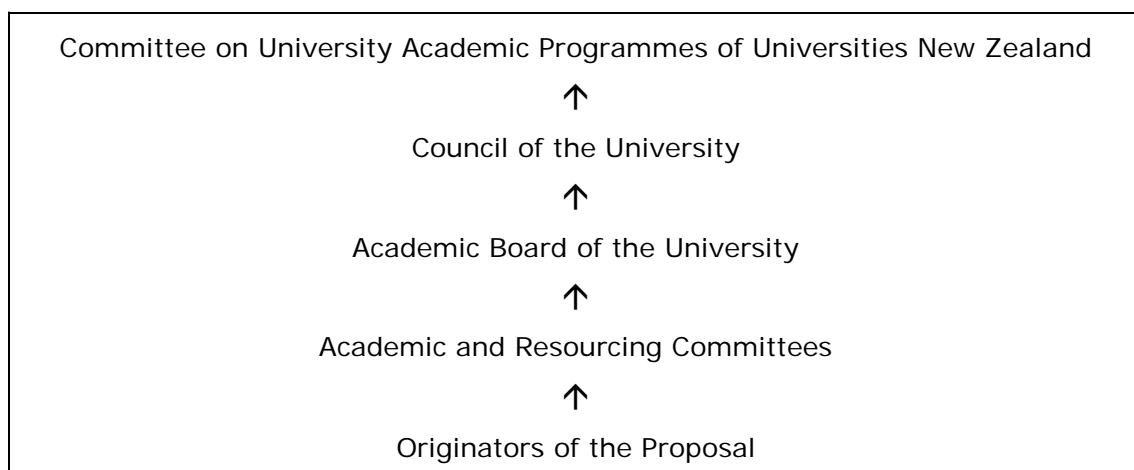 Committee on University Academic Programmes of Universities New Zealand
↑
Council of the University
↑
Academic Board of the University
↑
Academic and Resourcing Committees
↑
Originators of the Proposal